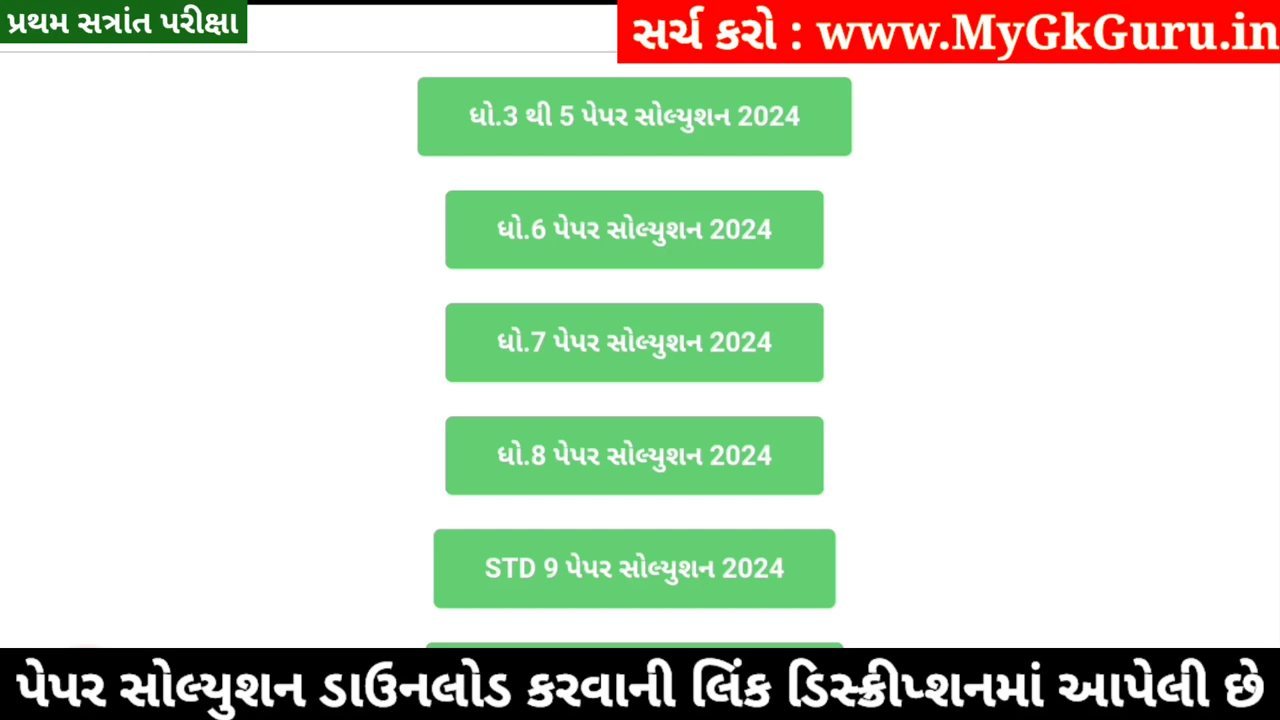 પ્રથમ સત્રાંત પરીક્ષા
સર્ચ કરો : www.MyGkGuru.in
ધો.3 થી 5 પેપર સોલ્યુશન 2024
ધો.6 પેપર સોલ્યુશન 2024
ધો.7 પેપર સોલ્યુશન 2024
ધો.8 પેપર સોલ્યુશન 2024
STD 9 પેપર સોલ્યુશન 2024
પેપર સોલ્યુશન ડાઉનલોડ કરવાની લિંક ડિસ્ક્રીપ્શનમાં આપેલી છે